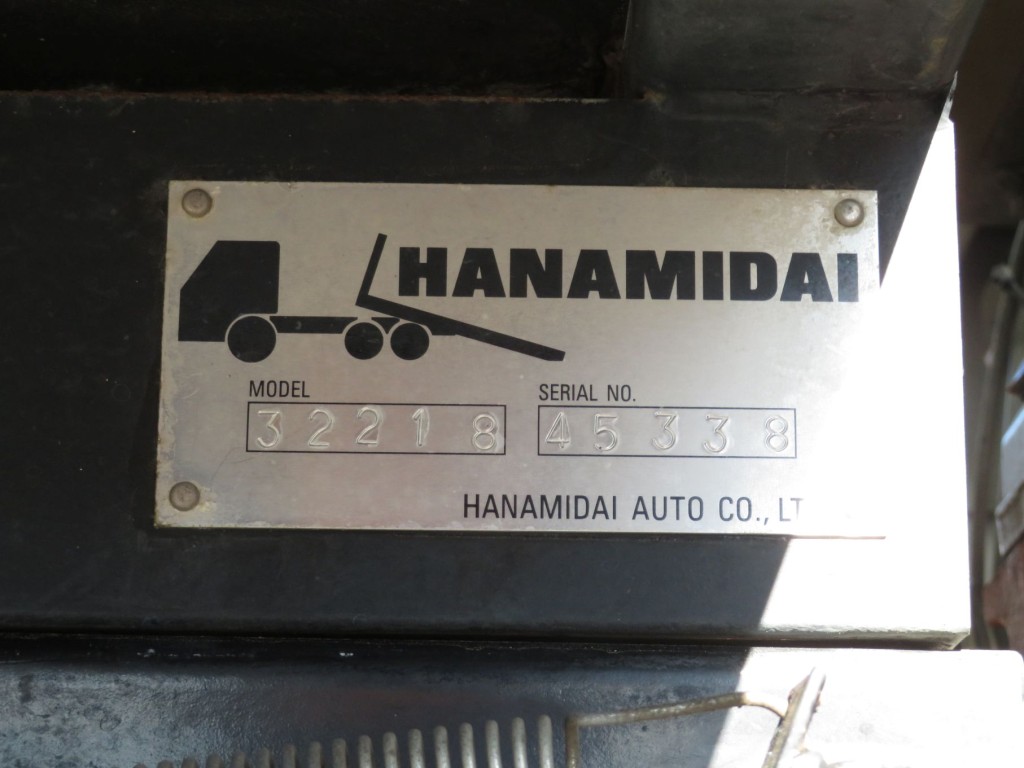 HANAMIDAI
MODEL SERIAL NO.
32218 45338
HANAMIDAI AUTO CO., LT